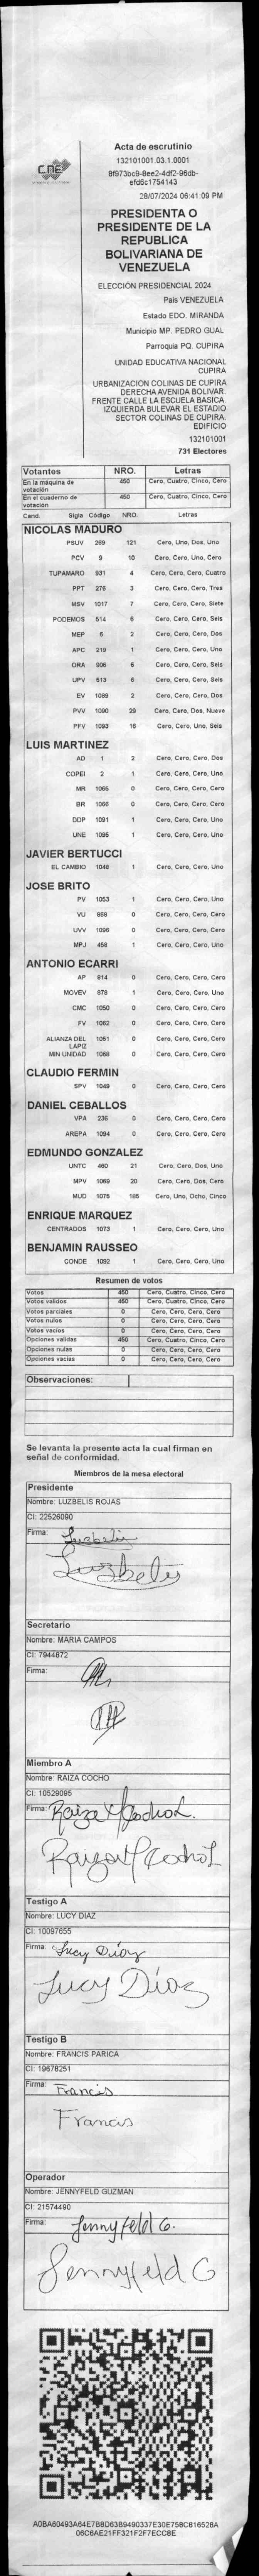 CNE
Acta de escrutinio
132101001.03.1.0001
8f973bc9-8ee2-4df2-96db-
efd6c1754143
28/07/2024 06:41:09 PM
PRESIDENTA O
PRESIDENTE DE LA
REPUBLICA
BOLIVARIANA DE
VENEZUELA
ELECCIÓN PRESIDENCIAL 2024
País VENEZUELA
Estado EDO. MIRANDA
Municipio MP. PEDRO GUAL
Parroquia PQ. CUPIRA
UNIDAD EDUCATIVA NACIONAL
CUPIRA
URBANIZACION COLINAS DE CUPIRA
DERECHA AVENIDA BOLIVAR.
FRENTE CALLE LA ESCUELA BASICA.
IZQUIERDA BULEVAR EL ESTADIO
SECTOR COLINAS DE CUPIRA.
EDIFICIO
132101001
731 Electores
Votantes NRO. Letras
En la máquina de votación 450 Cero, Cuatro, Cinco, Cero
En el cuaderno de votación 450 Cero, Cuatro, Cinco, Cero
Cand. Sigla Código NRO. Letras
NICOLAS MADURO
PSUV 269 121 Cero, Uno, Dos, Uno
PCV 9 10 Cero, Cero, Uno, Cero
TUPAMARO 931 4 Cero, Cero, Cero, Cuatro
PPT 276 3 Cero, Cero, Cero, Tres
MSV 1017 7 Cero, Cero, Cero, Siete
PODEMOS 514 6 Cero, Cero, Cero, Seis
MEP 6 2 Cero, Cero, Cero, Dos
APC 219 1 Cero, Cero, Cero, Uno
ORA 906 6 Cero, Cero, Cero, Seis
UPV 513 6 Cero, Cero, Cero, Seis
EV 1089 2 Cero, Cero, Cero, Dos
PVV 1090 29 Cero, Cero, Dos, Nueve
PFV 1093 16 Cero, Cero, Uno, Seis
LUIS MARTINEZ
AD 1 2 Cero, Cero, Cero, Dos
COPEI 2 1 Cero, Cero, Cero, Uno
MR 1065 0 Cero, Cero, Cero, Cero
BR 1066 0 Cero, Cero, Cero, Cero
DDP 1091 1 Cero, Cero, Cero, Uno
UNE 1095 1 Cero, Cero, Cero, Uno
JAVIER BERTUCCI
EL CAMBIO 1046 1 Cero, Cero, Cero, Uno
JOSE BRITO
PV 1053 1 Cero, Cero, Cero, Uno
VU 888 0 Cero, Cero, Cero, Cero
UVV 1096 0 Cero, Cero, Cero, Cero
MPJ 458 1 Cero, Cero, Cero, Uno
ANTONIO ECARRI
AP 914 0 Cero, Cero, Cero, Cero
MOVEV 978 1 Cero, Cero, Cero, Uno
CMC 1050 0 Cero, Cero, Cero, Cero
FV 1062 0 Cero, Cero, Cero, Cero
ALIANZA DEL LAPIZ 1051 0 Cero, Cero, Cero, Cero
MIN UNIDAD 1068 0 Cero, Cero, Cero, Cero
CLAUDIO FERMIN
SPV 1049 0 Cero, Cero, Cero, Cero
DANIEL CEBALLOS
VPA 236 0 Cero, Cero, Cero, Cero
AREPA 1094 0 Cero, Cero, Cero, Cero
EDMUNDO GONZALEZ
UNTC 460 21 Cero, Cero, Dos, Uno
MPV 1069 20 Cero, Cero, Dos, Cero
MUD 1075 185 Cero, Uno, Ocho, Cinco
ENRIQUE MARQUEZ
CENTRADOS 1073 1 Cero, Cero, Cero, Uno
BENJAMIN RAUSSEO
CONDE 1092 1 Cero, Cero, Cero, Uno
Resumen de votos
Votos 450 Cero, Cuatro, Cinco, Cero
Votos validos 450 Cero, Cuatro, Cinco, Cero
Votos parciales 0 Cero, Cero, Cero, Cero
Votos nulos 0 Cero, Cero, Cero, Cero
Votos vacios 0 Cero, Cero, Cero, Cero
Opciones validas 450 Cero, Cuatro, Cinco, Cero
Opciones nulas 0 Cero, Cero, Cero, Cero
Opciones vacias 0 Cero, Cero, Cero, Cero
Observaciones:
Se levanta la presente acta la cual firman en
señal de conformidad.
Miembros de la mesa electoral
Presidente
Nombre: LUZBELIS ROJAS
CI: 22526090
Firma: Luzbelis
Luzbelis
Secretario
Nombre: MARIA CAMPOS
CI: 7944872
Firma:
Miembro A
Nombre: RAIZA COCHO
CI: 10529095
Firma:
Testigo A
Nombre: LUCY DIAZ
CI: 10097655
Firma: Lucy Díaz
Lucy Díaz
Testigo B
Nombre: FRANCIS PARICA
CI: 19678251
Firma: Francis
Francis
Operador
Nombre: JENNYFELD GUZMAN
CI: 21574490
Firma: Jennyfeld G.
Jennyfeld G
A0BA60493A64E7B8D63B9490337E30E758C816528A
06C6AE21FF321F2F7ECC8E